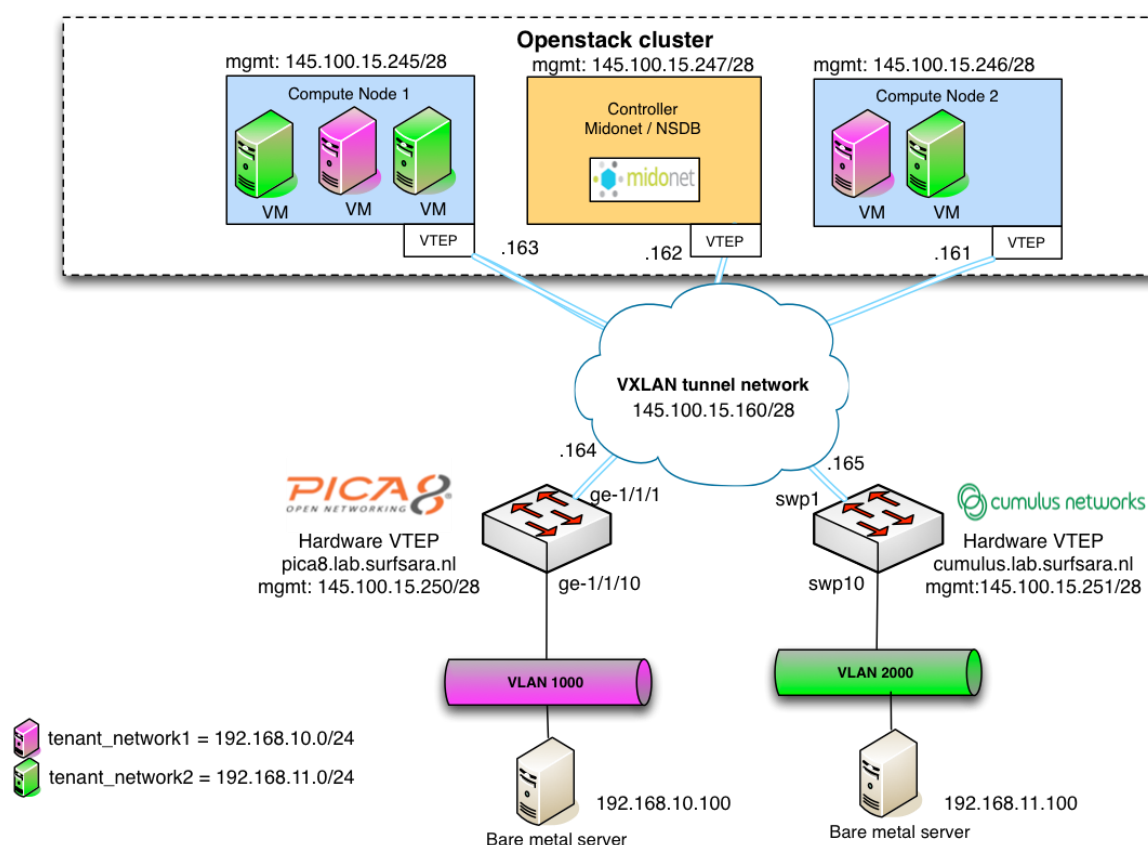 Openstack cluster
mgmt: 145.100.15.245/28
mgmt: 145.100.15.247/28
mgmt: 145.100.15.246/28
Compute Node 1
Controller
Midonet / NSDB
Compute Node 2
midonet
VM
VM
VM
VM
VM
VTEP
VTEP
VTEP
.163
.162
.161
VXLAN tunnel network
145.100.15.160/28
.164
.165
PICA8
OPEN NETWORKING
ge-1/1/1
swp1
cumulus networks
Hardware VTEP
pica8.lab.surfsara.nl
mgmt: 145.100.15.250/28
ge-1/1/10
swp10
Hardware VTEP
cumulus.lab.surfsara.nl
mgmt:145.100.15.251/28
VLAN 1000
VLAN 2000
tenant_network1 = 192.168.10.0/24
tenant_network2 = 192.168.11.0/24
192.168.10.100
Bare metal server
192.168.11.100
Bare metal server